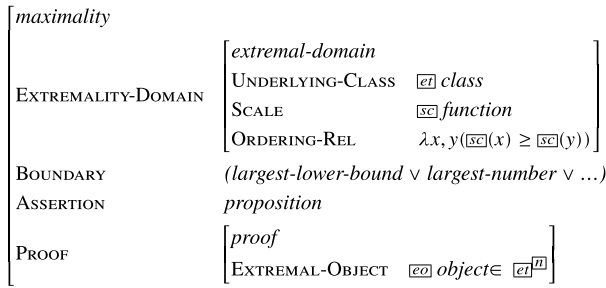 maximality
extremal-domain
UNDERLYING-CLASS et class
EXTREMALITY-DOMAIN SCALE sc function
ORDERING-REL λx, y(sc(x) ≥ sc(y))
BOUNDARY (largest-lower-bound ∨ largest-number ∨ …)
ASSERTION proposition
proof
PROOF EXTREMAL-OBJECT eo object∈ et n